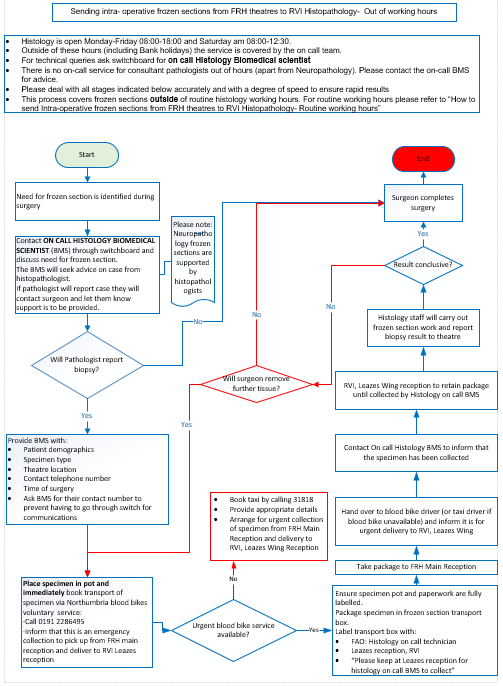 Sending intra- operative frozen sections from FRH theatres to RVI Histopathology- Out of working hours
• Histology is open Monday-Friday 08:00-18:00 and Saturday am 08:00-12:30.
• Outside of these hours (including Bank holidays) the service is covered by the on call team.
• For technical queries ask switchboard for on call Histology Biomedical scientist
• There is no on-call service for consultant pathologists out of hours (apart from Neuropathology). Please contact the on-call BMS
for advice.
• Please deal with all stages indicated below accurately and with a degree of speed to ensure rapid results
• This process covers frozen sections outside of routine histology working hours. For routine working hours please refer to "How to
send Intra-operative frozen sections from FRH theatres to RVI Histopathology- Routine working hours"
Start
Need for frozen section is identified during
surgery
Contact ON CALL HISTOLOGY BIOMEDICAL
SCIENTIST (BMS) through switchboard and
discuss need for frozen section.
The BMS will seek advice on case from
histopathologist.
If pathologist will report case they will
contact surgeon and let them know
support is to be provided.
Please note:
Neuropatho
logy frozen
sections are
supported
by
histopathol
ogists
Will Pathologist report
biopsy?
No
Yes
Provide BMS with:
• Patient demographics
• Specimen type
• Theatre location
• Contact telephone number
• Time of surgery
• Ask BMS for their contact number to
prevent having to go through switch for
communications
Place specimen in pot and
immediately book transport of
specimen via Northumbria blood bikes
voluntary service:
-Call 0191 2286495
-Inform that this is an emergency
collection to pick up from FRH main
reception and deliver to RVI Leazes
reception
Urgent blood bike service
available?
No
Book taxi by calling 31818
• Provide appropriate details
• Arrange for urgent collection
of specimen from FRH Main
Reception and delivery to
RVI, Leazes Wing Reception
Yes
Ensure specimen pot and paperwork are fully
labelled.
Package specimen in frozen section transport
box.
Label transport box with:
• FAO: Histology on call technician
• Leazes reception, RVI
• "Please keep at Leazes reception for
histology on call BMS to collect"
Take package to FRH Main Reception
Hand over to blood bike driver (or taxi driver if
blood bike unavailable) and inform it is for
urgent delivery to RVI, Leazes Wing
Contact On call Histology BMS to inform that
the specimen has been collected
RVI, Leazes Wing reception to retain package
until collected by Histology on call BMS
Histology staff will carry out
frozen section work and report
biopsy result to theatre
Result conclusive?
No
Yes
Will surgeon remove
further tissue?
No
Yes
Surgeon completes
surgery
End